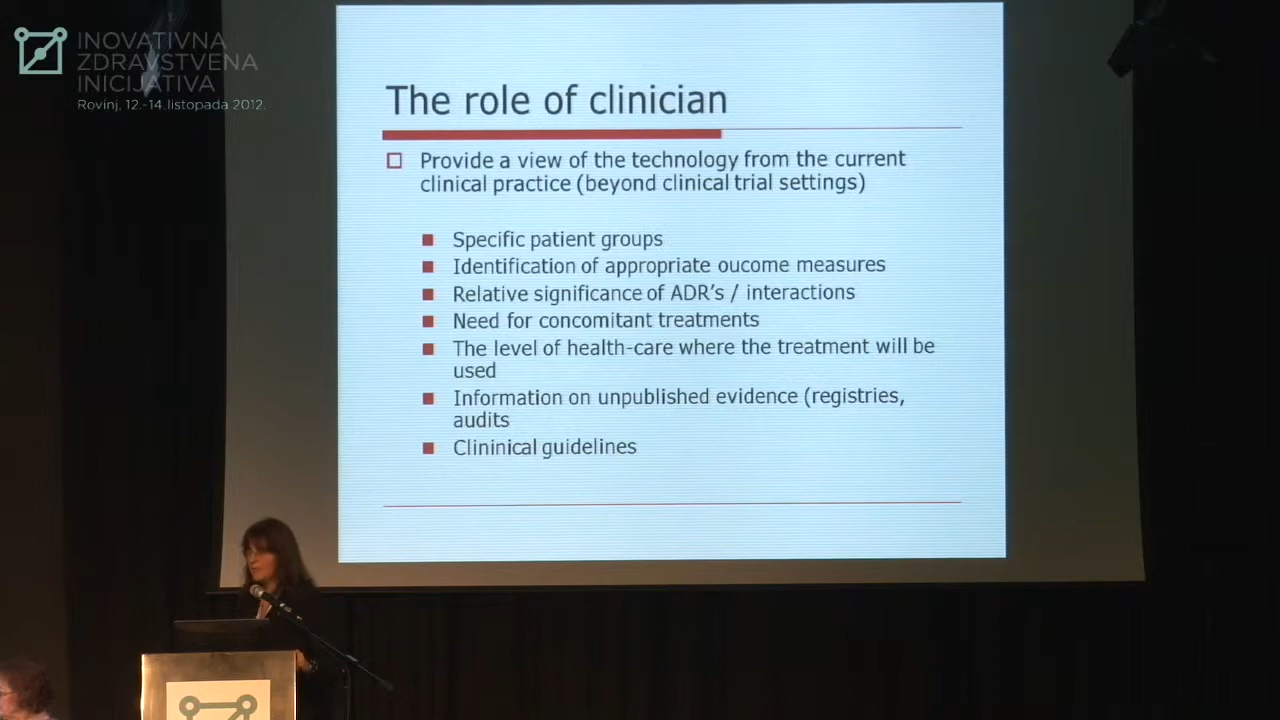 INOVATIVNA
ZDRAVSTVENA
INICIJATIVA
Rovinj, 12.-14.listopada 2012.
The role of clinician
Provide a view of the technology from the current
clinical practice (beyond clinical trial settings)
Specific patient groups
Identification of appropriate oucome measures
Relative significance of ADR's / interactions
Need for concomitant treatments
The level of health-care where the treatment will be
used
Information on unpublished evidence (registries,
audits
Clininical guidelines